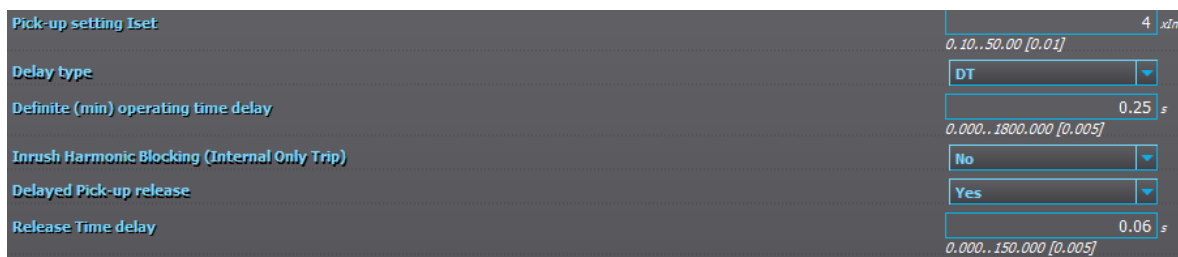 Pick-up setting Iset 4 xIn
0.10..50.00 [0.01]
Delay type DT
Definite (min) operating time delay 0.25 s
0.000..1800.000 [0.005]
Inrush Harmonic Blocking (Internal Only Trip) No
Delayed Pick-up release Yes
Release Time delay 0.06 s
0.000..150.000 [0.005]